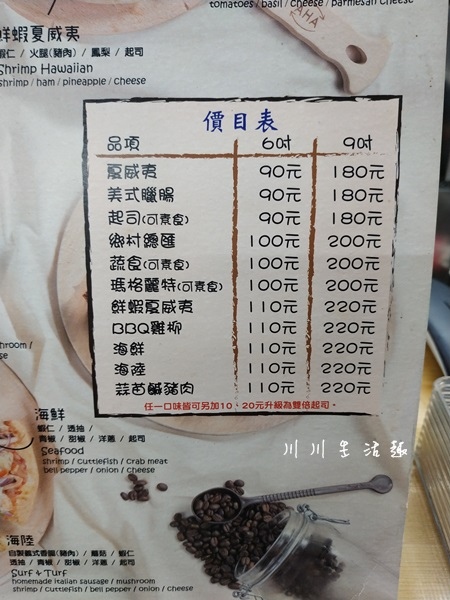 tomatoes / basil / cheese / parmesan cheese
鮮蝦夏威夷
蝦仁 / 火腿(豬肉) / 鳳梨 / 起司
Shrimp Hawaiian
shrimp / ham / pineapple / cheese
價目表
品項 6吋 9吋
夏威夷 90元 180元
美式臘腸 90元 180元
起司(可素食) 90元 180元
鄉村總匯 100元 200元
蔬食(可素食) 100元 200元
瑪格麗特(可素食) 100元 200元
鮮蝦夏威夷 110元 220元
BBQ雞柳 110元 220元
海鮮 110元 220元
海陸 110元 220元
蒜苗鹹豬肉 110元 220元
任一口味皆可另加10、20元升級為雙倍起司。
海鮮
蝦仁 / 透抽 /
青椒 / 甜椒 / 洋蔥 / 起司
Seafood
shrimp / cuttlefish / crab meat
bell pepper / onion / cheese
川川生活趣
海陸
自製義式香腸(豬肉) / 蘑菇 / 蝦仁
透抽 / 青椒 / 甜椒 / 洋蔥 / 起司
Surf & Turf
homemade italian sausage / mushroom
shrimp / cuttlefish / bell pepper / onion / cheese